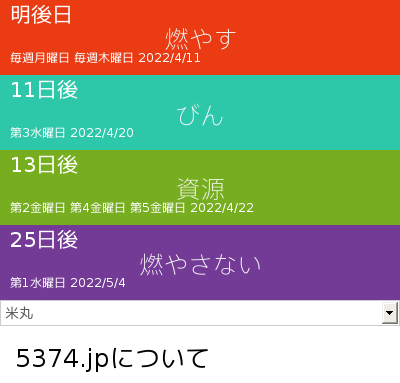 明後日
燃やす
毎週月曜日 毎週木曜日 2022/4/11
11日後
びん
第3水曜日 2022/4/20
13日後
資源
第2金曜日 第4金曜日 第5金曜日 2022/4/22
25日後
燃やさない
第1水曜日 2022/5/4
米丸
5374.jpについて